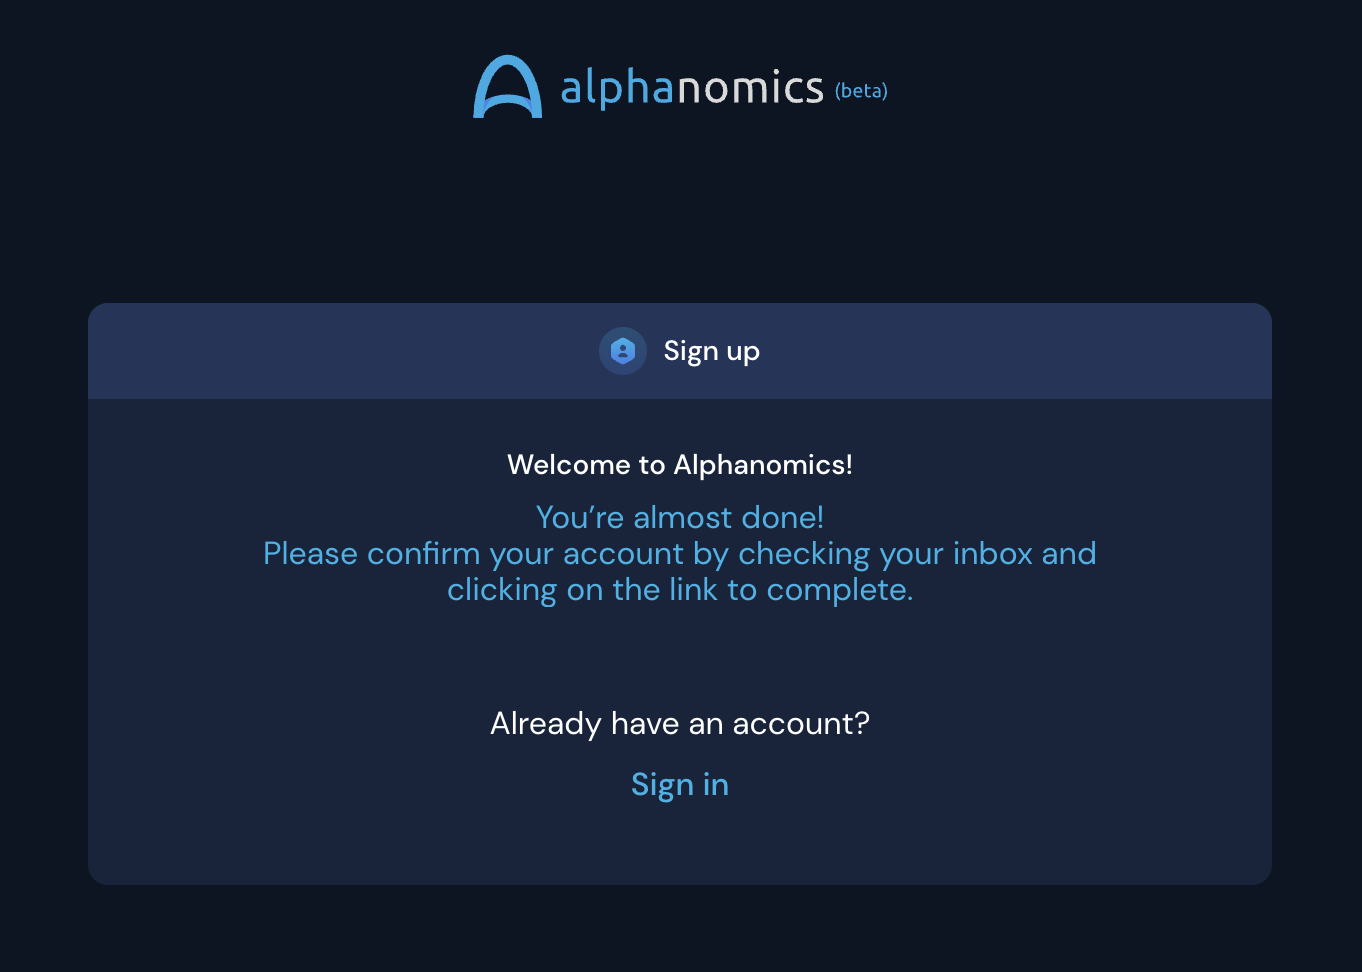 alphanomics (beta)
Sign up
Welcome to Alphanomics!
You’re almost done!
Please confirm your account by checking your inbox and
clicking on the link to complete.
Already have an account?
Sign in